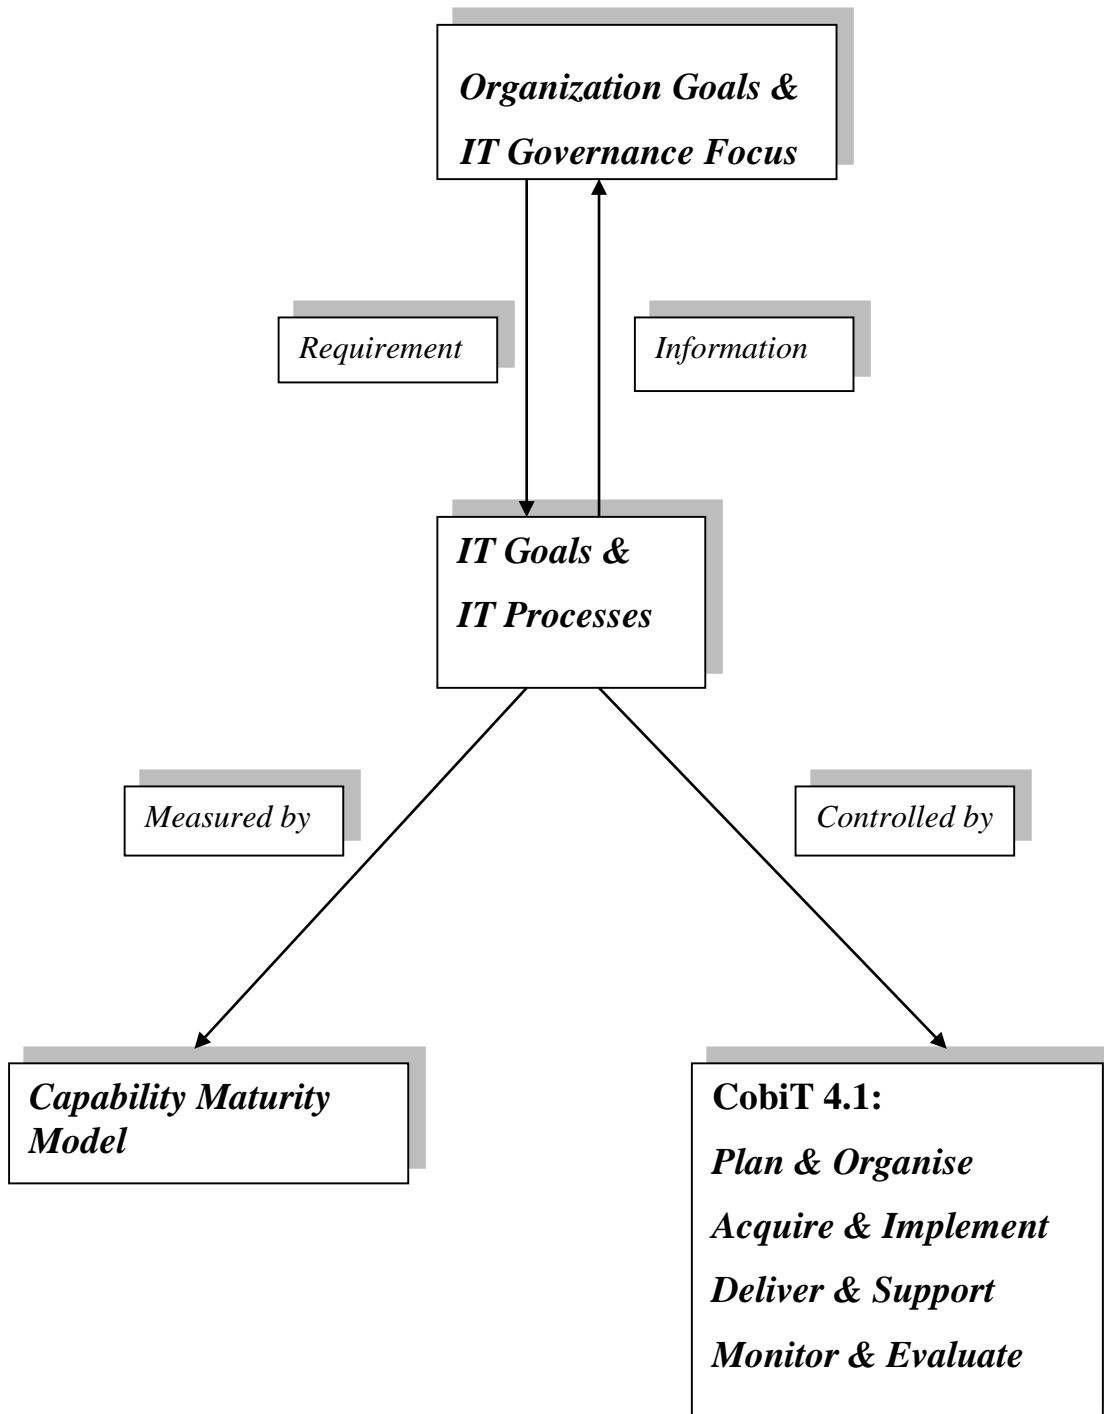 Organization Goals &
IT Governance Focus
Requirement
Information
IT Goals &
IT Processes
Measured by
Controlled by
Capability Maturity
Model
CobiT 4.1:
Plan & Organise
Acquire & Implement
Deliver & Support
Monitor & Evaluate